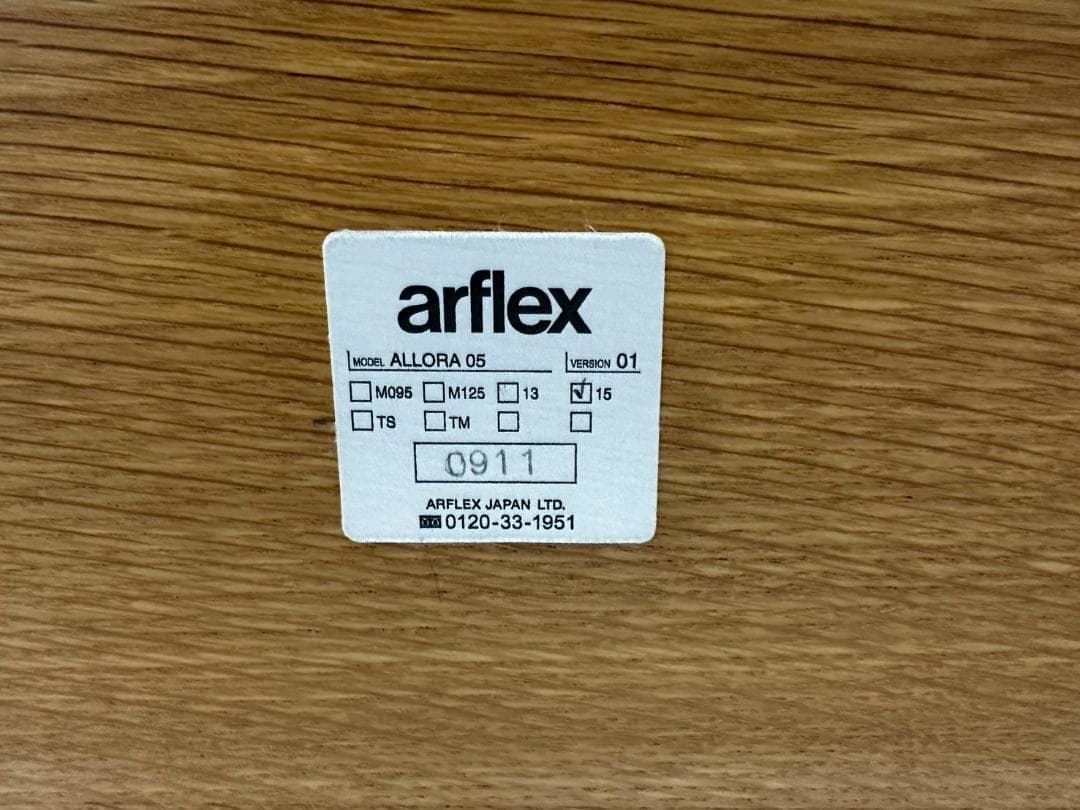 arflex
MODEL ALLORA 05 VERSION 01
☐ M095 ☐ M125 ☐ 13 ☑ 15
☐ TS ☐ TM ☐ ☐
0911
ARFLEX JAPAN LTD.
0120-33-1951